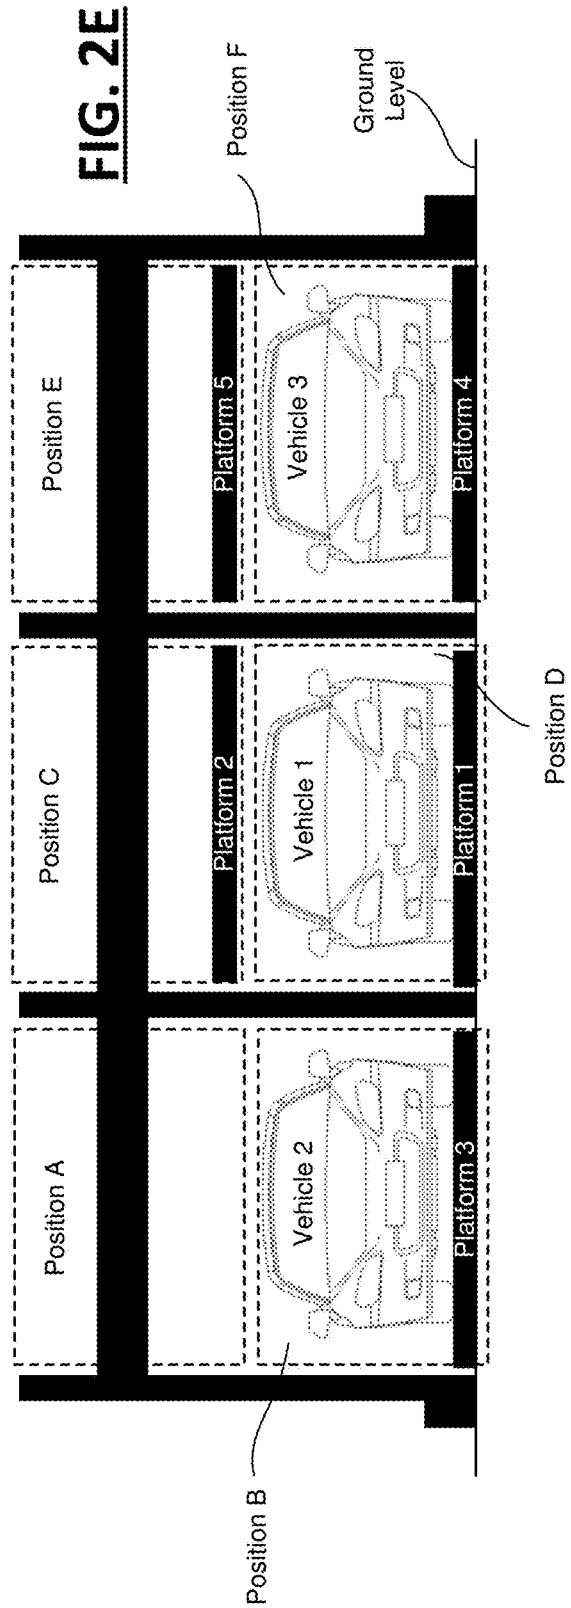 FIG. 2E
Position A
Position C
Position E
Platform 2
Platform 5
Position B
Position F
Vehicle 2
Vehicle 1
Vehicle 3
Ground
Level
Platform 3
Platform 1
Platform 4
Position D